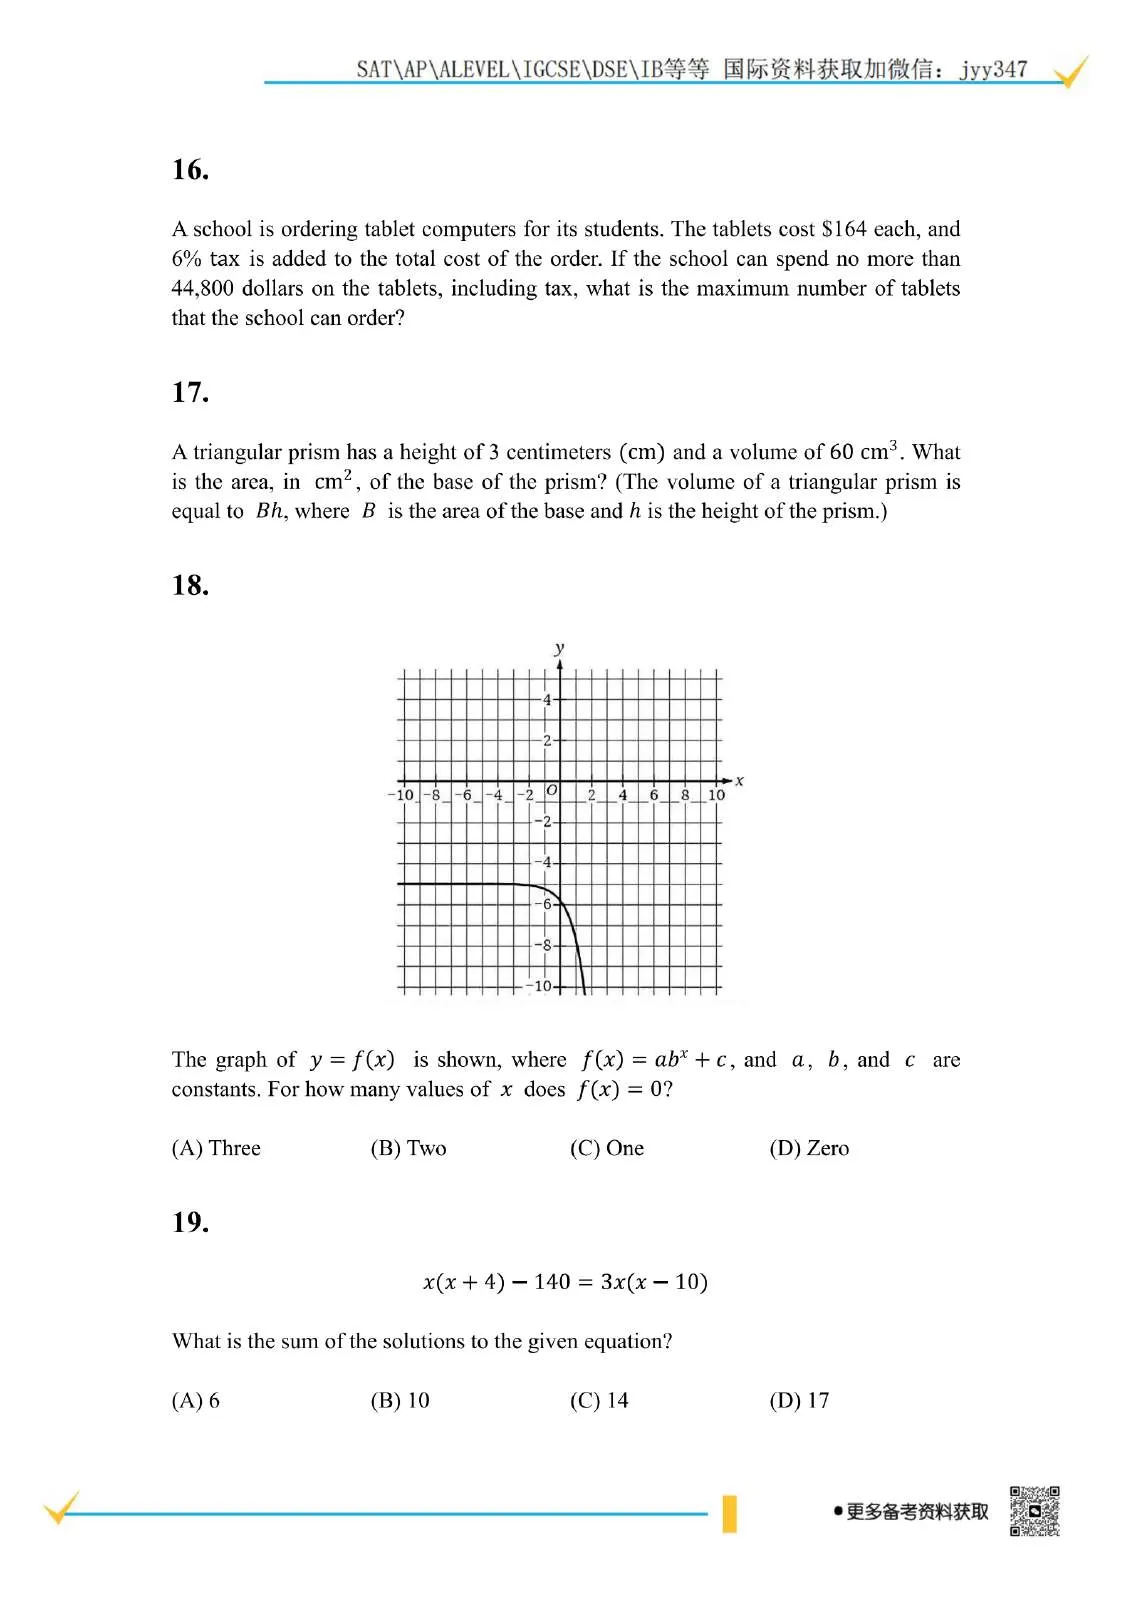 SAT\AP\ALEVEL\IGCSE\DSE\IB等等 国际资料获取加微信：jyy347
16.
A school is ordering tablet computers for its students. The tablets cost $164 each, and
6% tax is added to the total cost of the order. If the school can spend no more than
44,800 dollars on the tablets, including tax, what is the maximum number of tablets
that the school can order?
17.
A triangular prism has a height of 3 centimeters (cm) and a volume of 60 cm³. What
is the area, in cm², of the base of the prism? (The volume of a triangular prism is
equal to Bh, where B is the area of the base and h is the height of the prism.)
18.
y
4
2
x
-10 -8 -6 -4 -2 O 2 4 6 8 10
-2
-4
-6
-8
-10
The graph of y = f(x) is shown, where f(x) = abˣ + c, and a, b, and c are
constants. For how many values of x does f(x) = 0?
(A) Three (B) Two (C) One (D) Zero
19.
x(x + 4) − 140 = 3x(x − 10)
What is the sum of the solutions to the given equation?
(A) 6 (B) 10 (C) 14 (D) 17
•更多备考资料获取